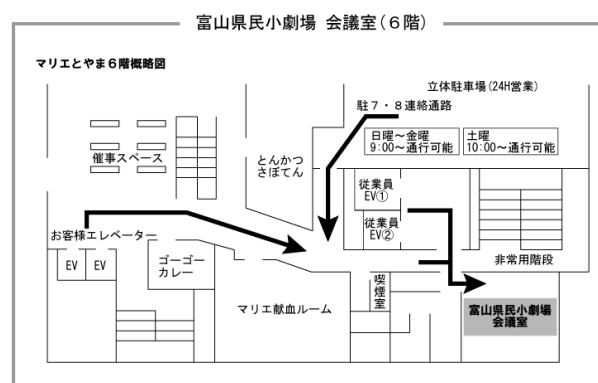 富山県民小劇場 会議室(6階)
マリエとやま6階概略図
立体駐車場(24H営業)
駐7・8連絡通路
日曜~金曜
9:00~通行可能
土曜
10:00~通行可能
催事スペース
とんかつ
さぼてん
従業員
EV①
従業員
EV②
お客様エレベーター
EV
EV
ゴーゴー
カレー
非常用階段
喫煙室
マリエ献血ルーム
富山県民小劇場
会議室